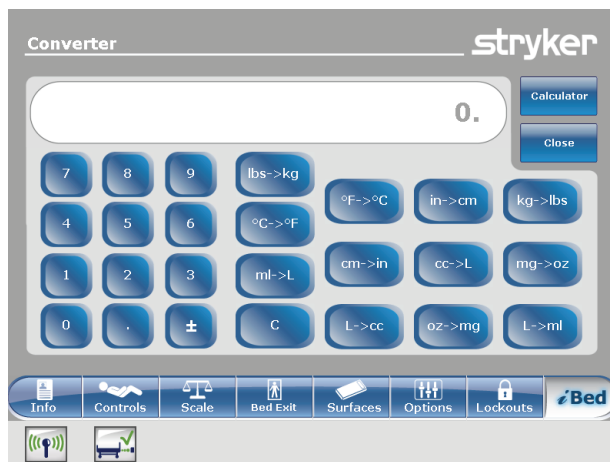 Converter
stryker
0.
Calculator
Close
7 8 9 lbs->kg
°F->°C in->cm kg->lbs
4 5 6 °C->°F
1 2 3 ml->L
cm->in cc->L mg->oz
0 . ± C
L->cc oz->mg L->ml
Info Controls Scale Bed Exit Surfaces Options Lockouts iBed